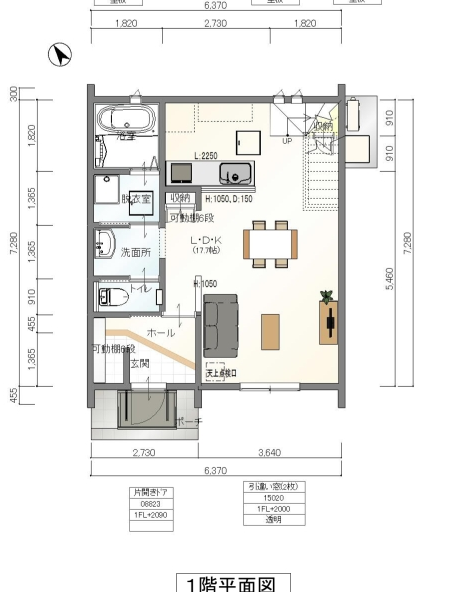 6,370
1,820 2,730 1,820
300
1,820
1,365
7,280
1,365
910
455
1,365
455
910
910
7,280
5,460
浴室
収納
UP
L:2250
脱衣室
収納
H:1050,D:150
可動棚6段
L・D・K
(17.7帖)
洗面所
トイレ
H:1050
ホール
可動棚6段
玄関
天上点検口
ポーチ
2,730 3,640
6,370
片開きドア
08823
1FL+2090
引違い窓(2枚)
15020
1FL+2000
透明
1階平面図